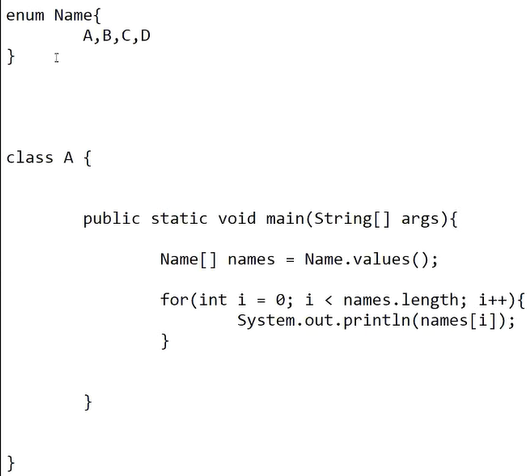 enum Name{
A,B,C,D
}
class A {
public static void main(String[] args){
Name[] names = Name.values();
for(int i = 0; i < names.length; i++){
System.out.println(names[i]);
}
}
}